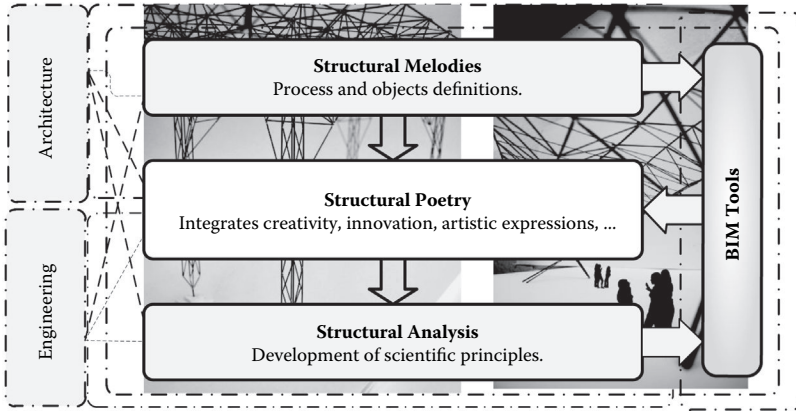 Architecture
Engineering
Structural Melodies
Process and objects definitions.
Structural Poetry
Integrates creativity, innovation, artistic expressions, ...
Structural Analysis
Development of scientific principles.
BIM Tools